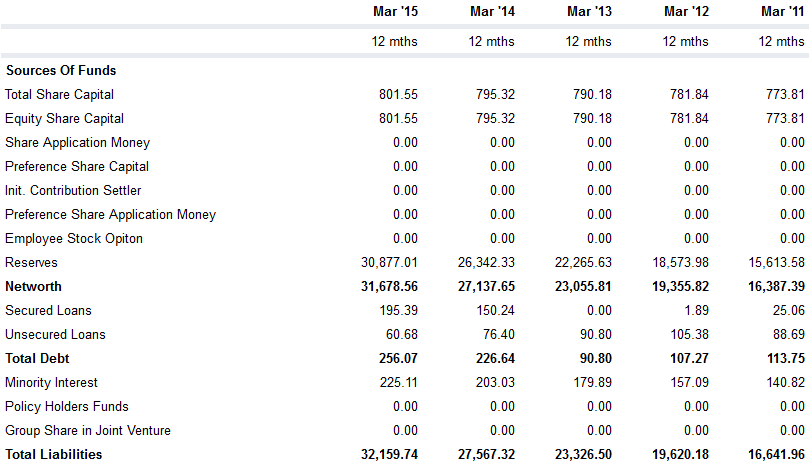 Mar '15 Mar '14 Mar '13 Mar '12 Mar '11
12 mths 12 mths 12 mths 12 mths 12 mths
Sources Of Funds
Total Share Capital 801.55 795.32 790.18 781.84 773.81
Equity Share Capital 801.55 795.32 790.18 781.84 773.81
Share Application Money 0.00 0.00 0.00 0.00 0.00
Preference Share Capital 0.00 0.00 0.00 0.00 0.00
Init. Contribution Settler 0.00 0.00 0.00 0.00 0.00
Preference Share Application Money 0.00 0.00 0.00 0.00 0.00
Employee Stock Opiton 0.00 0.00 0.00 0.00 0.00
Reserves 30,877.01 26,342.33 22,265.63 18,573.98 15,613.58
Networth 31,678.56 27,137.65 23,055.81 19,355.82 16,387.39
Secured Loans 195.39 150.24 0.00 1.89 25.06
Unsecured Loans 60.68 76.40 90.80 105.38 88.69
Total Debt 256.07 226.64 90.80 107.27 113.75
Minority Interest 225.11 203.03 179.89 157.09 140.82
Policy Holders Funds 0.00 0.00 0.00 0.00 0.00
Group Share in Joint Venture 0.00 0.00 0.00 0.00 0.00
Total Liabilities 32,159.74 27,567.32 23,326.50 19,620.18 16,641.96